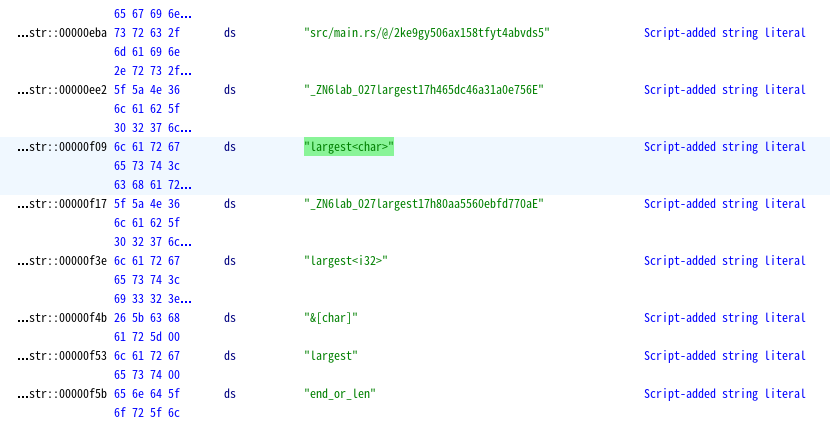 65 67 69 6e...
...str::00000eba 73 72 63 2f ds "src/main.rs/@/2ke9gy506ax158tfyt4abvds5" Script-added string literal
6d 61 69 6e
2e 72 73 2f...
...str::00000ee2 5f 5a 4e 36 ds "_ZN6lab_027largest17h465dc46a31a0e756E" Script-added string literal
6c 61 62 5f
30 32 37 6c...
...str::00000f09 6c 61 72 67 ds "largest<char>" Script-added string literal
65 73 74 3c
63 68 61 72...
...str::00000f17 5f 5a 4e 36 ds "_ZN6lab_027largest17h80aa5560ebfd770aE" Script-added string literal
6c 61 62 5f
30 32 37 6c...
...str::00000f3e 6c 61 72 67 ds "largest<i32>" Script-added string literal
65 73 74 3c
69 33 32 3e...
...str::00000f4b 26 5b 63 68 ds "&[char]" Script-added string literal
61 72 5d 00
...str::00000f53 6c 61 72 67 ds "largest" Script-added string literal
65 73 74 00
...str::00000f5b 65 6e 64 5f ds "end_or_len" Script-added string literal
6f 72 5f 6c